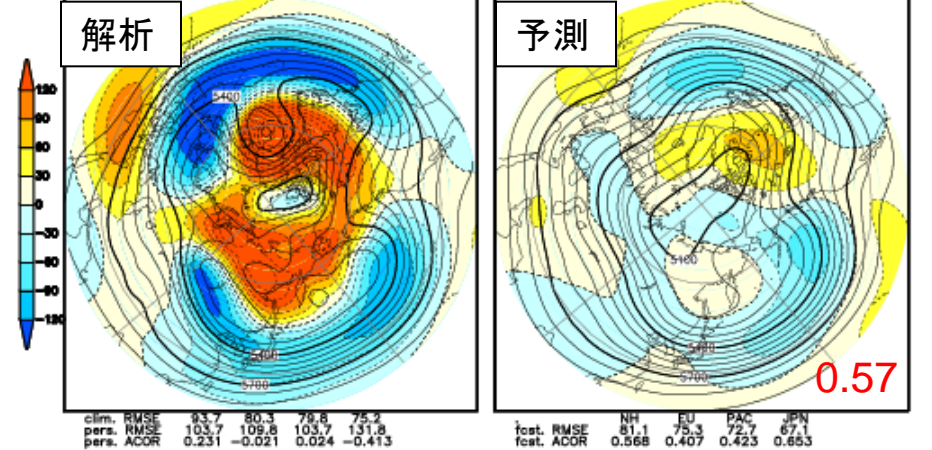 解析
予測
120
90
60
30
0
-30
-60
-90
-120
5400
5400
5700
5100
5400
5700
0.57
clim. RMSE 93.7 80.3 79.8 75.2
pers. RMSE 103.7 109.8 103.7 131.8
pers. ACOR 0.231 -0.021 0.024 -0.413
NH EU PAC JPN
fcst. RMSE 81.1 75.3 72.7 67.1
fcst. ACOR 0.568 0.407 0.423 0.653